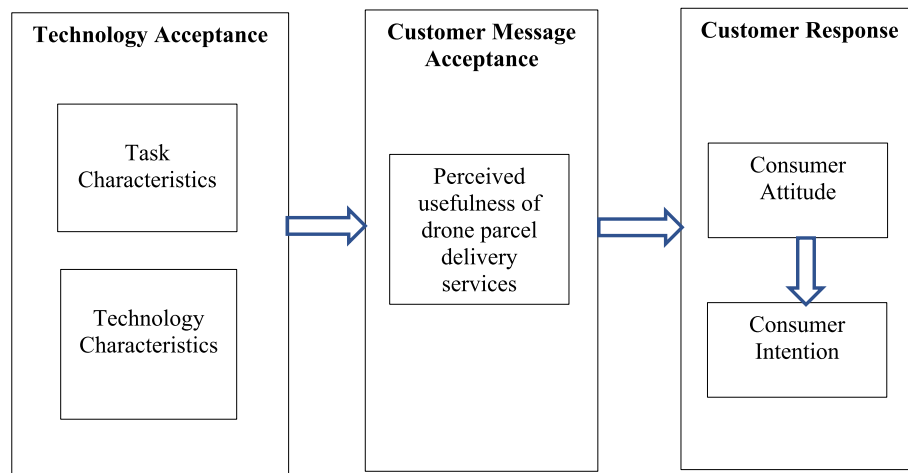 Technology Acceptance
Task
Characteristics
Technology
Characteristics
Customer Message
Acceptance
Perceived
usefulness of
drone parcel
delivery
services
Customer Response
Consumer
Attitude
Consumer
Intention